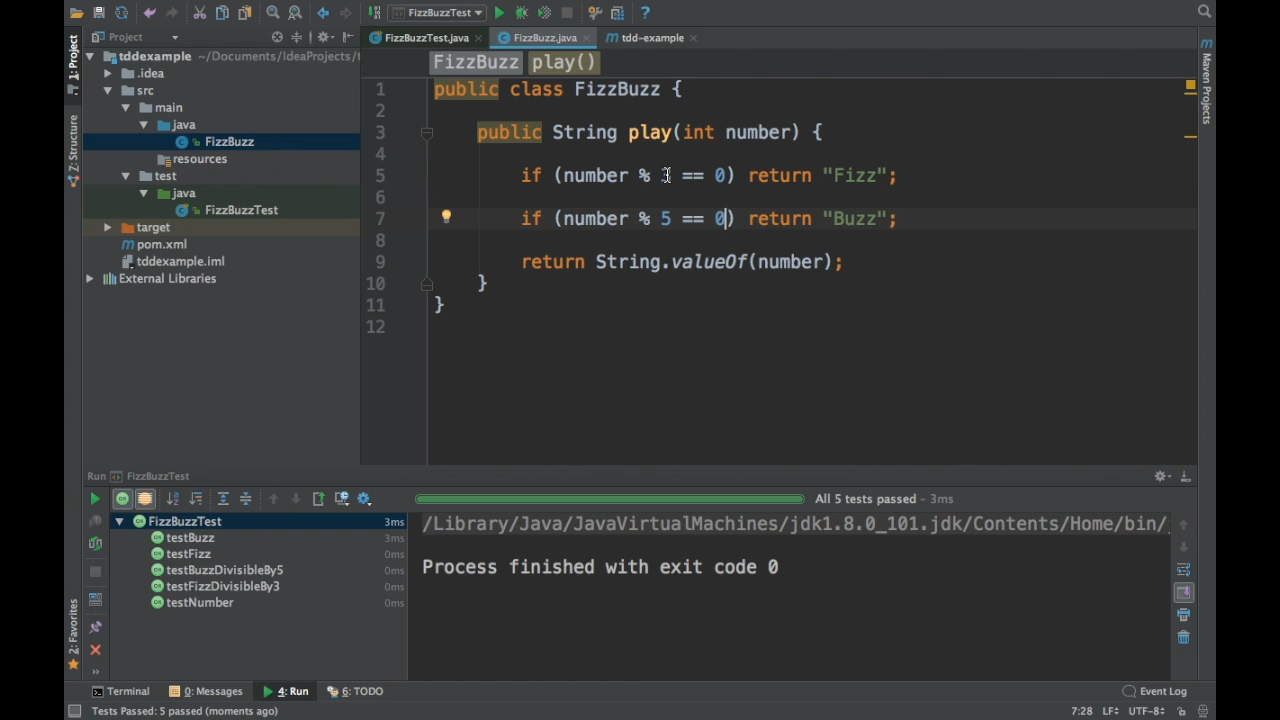 FizzBuzzTest
Project
FizzBuzzTest.java
FizzBuzz.java
tdd-example
1: Project
Z: Structure
2: Favorites
Maven Projects
tddexample ~/Documents/IdeaProjects/t
.idea
src
main
java
FizzBuzz
resources
test
java
FizzBuzzTest
target
pom.xml
tddexample.iml
External Libraries
FizzBuzz play()
1 public class FizzBuzz {
2
3 public String play(int number) {
4
5 if (number % 3 == 0) return "Fizz";
6
7 if (number % 5 == 0) return "Buzz";
8
9 return String.valueOf(number);
10 }
11 }
12
Run FizzBuzzTest
All 5 tests passed – 3ms
FizzBuzzTest 3ms
testBuzz 3ms
testFizz 0ms
testBuzzDivisibleBy5 0ms
testFizzDivisibleBy3 0ms
testNumber 0ms
/Library/Java/JavaVirtualMachines/jdk1.8.0_101.jdk/Contents/Home/bin/
Process finished with exit code 0
Terminal 0: Messages 4: Run 6: TODO Event Log
Tests Passed: 5 passed (moments ago) 7:28 LF UTF-8